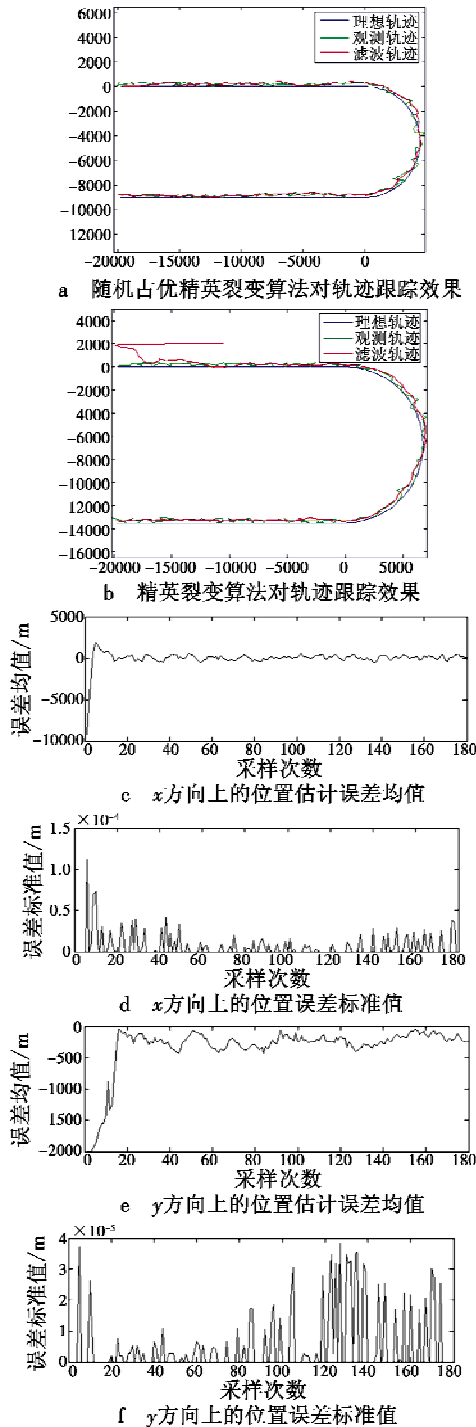 6400
4000
2000
0
−2000
−4000
−6000
−8000
−10000
12000
理想轨迹
观测轨迹
滤波轨迹
−20000 −15000 −10000 −5000 0
a 随机占优精英裂变算法对轨迹跟踪效果
4000
2000
0
−2000
−4000
−6000
−8000
−10000
−12000
−14000
−16000
理想轨迹
观测轨迹
滤波轨迹
−20000 −15000 −10000 −5000 0 5000
b 精英裂变算法对轨迹跟踪效果
误差均值/m
5000
0
−5000
−10000
0 20 40 60 80 100 120 140 160 180
采样次数
c x方向上的位置估计误差均值
误差标准值/m
1.5
1.0
0.5
0
0 20 40 60 80 100 120 140 160 180
采样次数
d x方向上的位置误差标准值
误差均值/m
0
−500
−1000
1500
−2000
0 20 40 60 80 100 120 140 160 180
采样次数
e y方向上的位置估计误差均值
误差标准值/m
4
3
2
1
0
0 20 40 60 80 100 120 140 160 180
采样次数
f y方向上的位置误差标准值